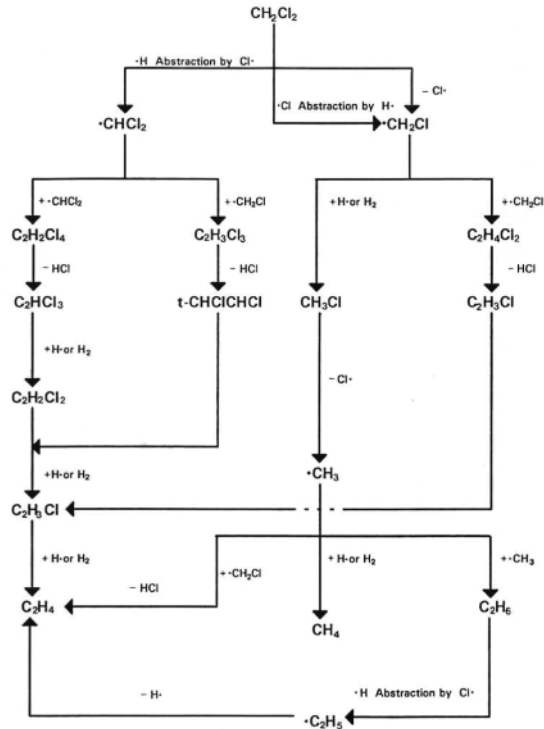 CH₂Cl₂
·H Abstraction by Cl·
·Cl Abstraction by H·
– Cl·
·CHCl₂
·CH₂Cl
+ ·CHCl₂
+ ·CH₂Cl
+H·or H₂
+ ·CH₂Cl
C₂H₂Cl₄
C₂H₃Cl₃
C₂H₄Cl₂
– HCl
– HCl
– HCl
C₂HCl₃
t-CHClCHCl
CH₃Cl
C₂H₃Cl
+H·or H₂
– Cl·
C₂H₂Cl₂
+H·or H₂
·CH₃
C₂H₃Cl
+ H·or H₂
– HCl
+ ·CH₂Cl
+ H·or H₂
+ ·CH₃
C₂H₄
CH₄
C₂H₆
– H·
·H Abstraction by Cl·
·C₂H₅